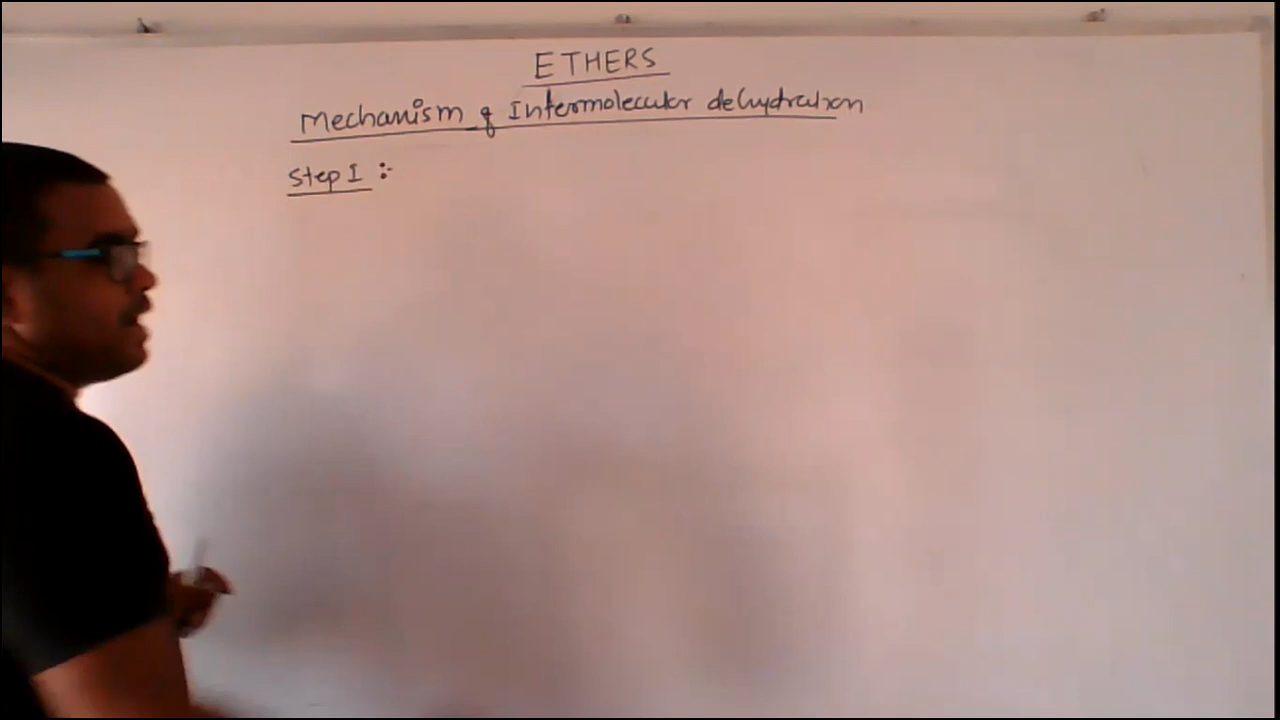 ETHERS
Mechanism of Intermolecular dehydration
Step I :-